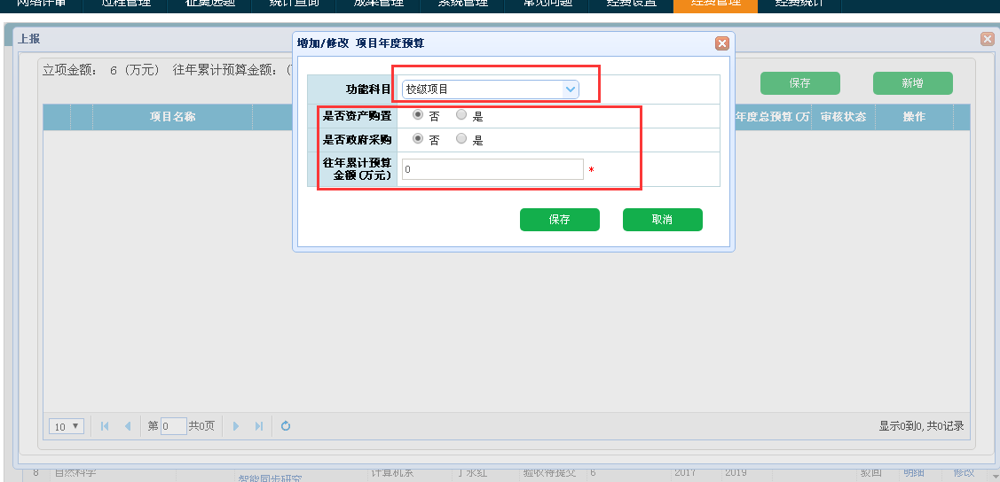 网络评审 过程管理 征集选题 统计查询 成果管理 系统管理 常见问题 经费设置 经费管理 经费统计
上报
增加/修改 项目年度预算
立项金额: 6 (万元) 往年累计预算金额: (
保存 新增
功能科目 校级项目
项目名称 年度总预算(万 审核状态 操作
是否资产购置 否 是
是否政府采购 否 是
往年累计预算
金额(万元) 0 *
保存 取消
10 第 0 共0页 显示0到0, 共0记录
8 自然科学 计算机系 丁永红 验收待提交 6 2017 2019 驳回 明细 修改
智能同步研究